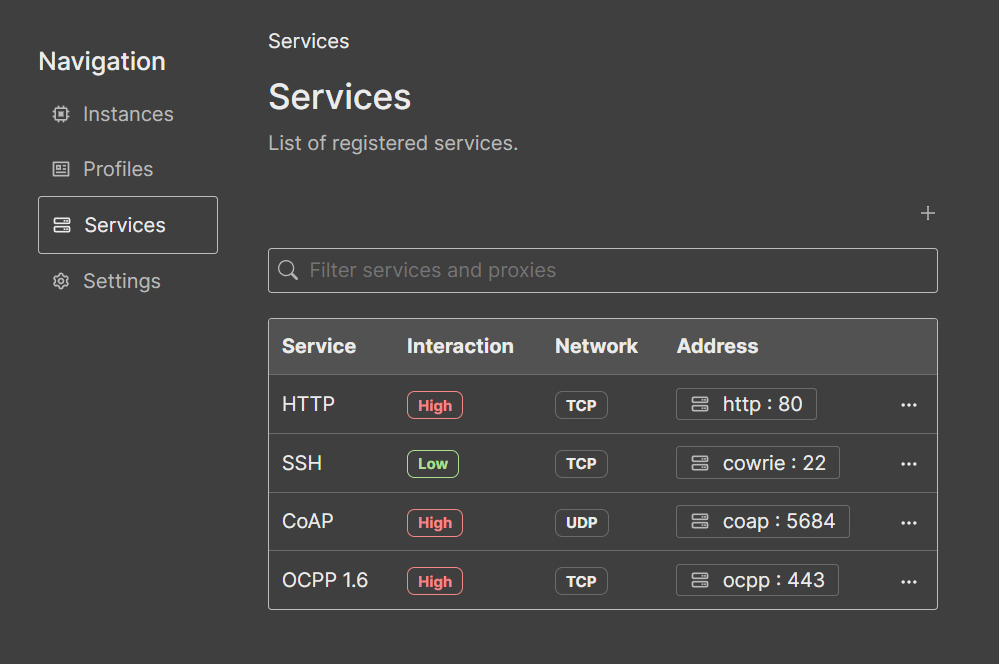 Navigation
Instances
Profiles
Services
Settings
Services
Services
List of registered services.
+
Filter services and proxies
Service Interaction Network Address
HTTP High TCP http : 80 ...
SSH Low TCP cowrie : 22 ...
CoAP High UDP coap : 5684 ...
OCPP 1.6 High TCP ocpp : 443 ...